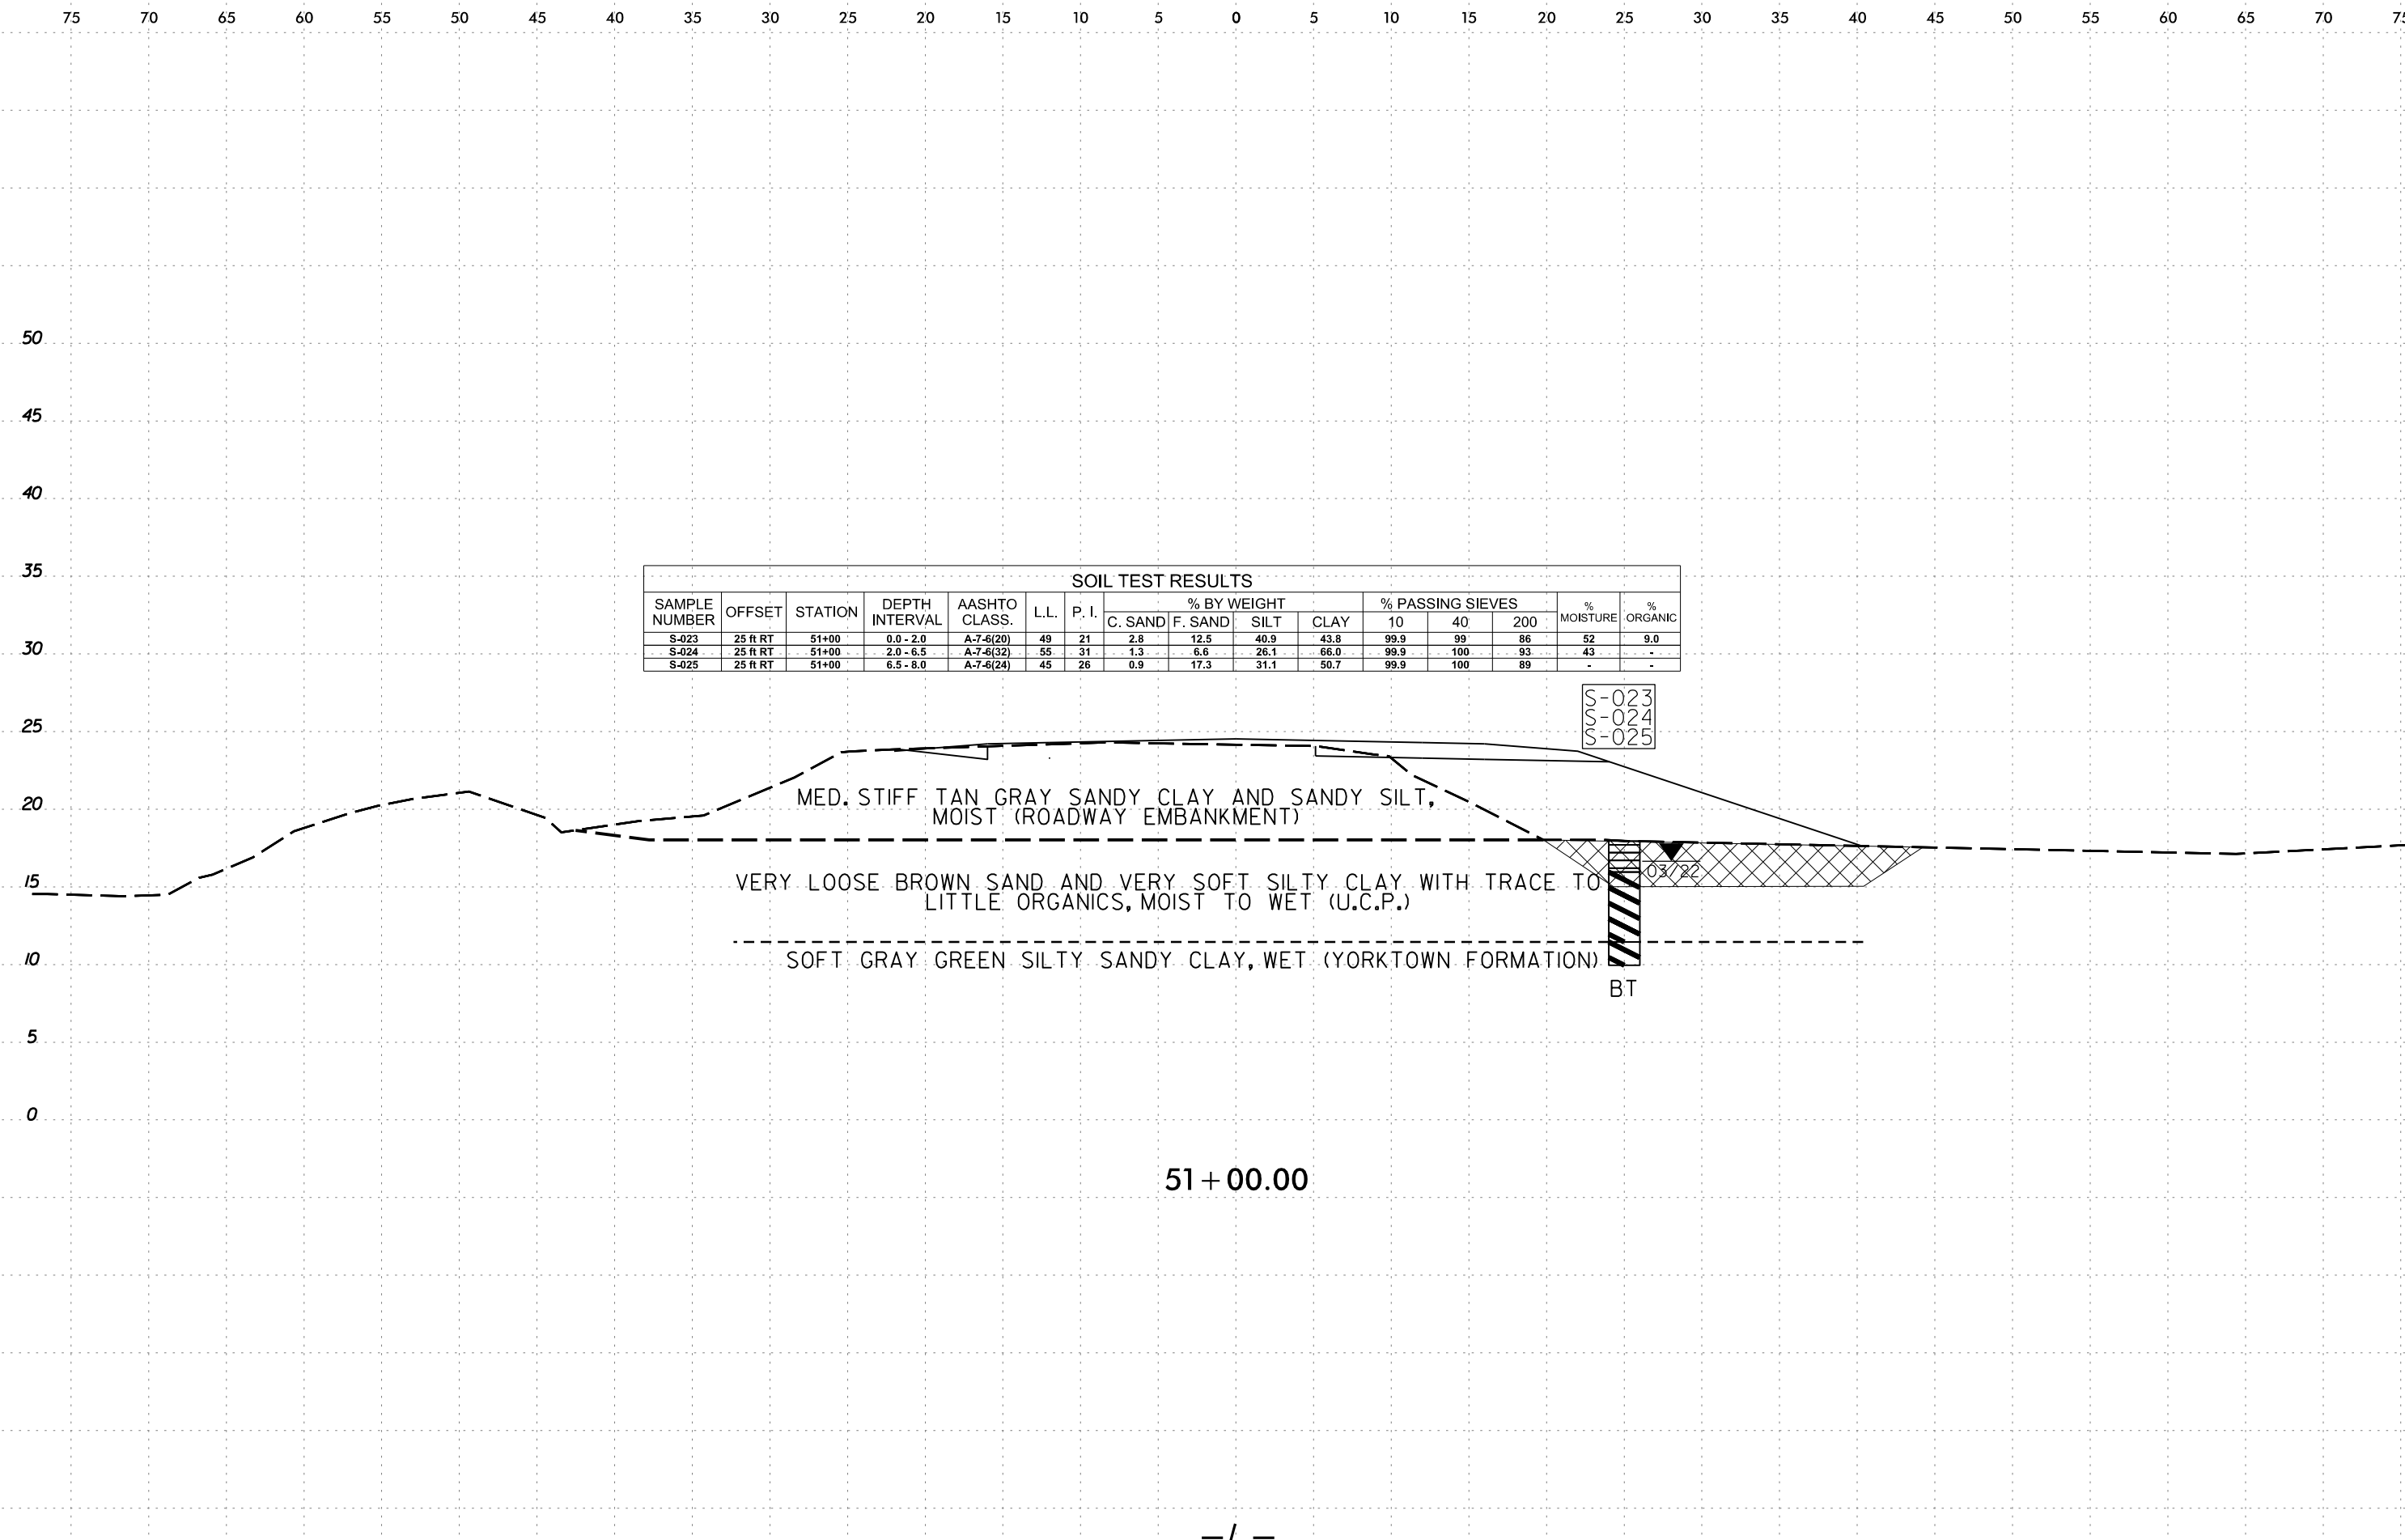 75 70 65 60 55 50 45 40 35 30 25 20 15 10 5 0 5 10 15 20 25 30 35 40 45 50 55 60 65 70 75
50
45
40
35
SOIL TEST RESULTS
SAMPLE NUMBER OFFSET STATION DEPTH INTERVAL AASHTO CLASS. L.L. P. I. % BY WEIGHT % PASSING SIEVES % MOISTURE % ORGANIC
C. SAND F. SAND SILT CLAY 10 40 200
S-023 25 ft RT 51+00 0.0 - 2.0 A-7-6(20) 49 21 2.8 12.5 40.9 43.8 99.9 99 86 52 9.0
30
S-024 25 ft RT 51+00 2.0 - 6.5 A-7-6(32) 55 31 1.3 6.6 26.1 66.0 99.9 100 93 43 -
S-025 25 ft RT 51+00 6.5 - 8.0 A-7-6(24) 45 26 0.9 17.3 31.1 50.7 99.9 100 89 - -
S-023
S-024
25
S-025
MED. STIFF TAN GRAY SANDY CLAY AND SANDY SILT,
20
MOIST (ROADWAY EMBANKMENT)
03/22
15
VERY LOOSE BROWN SAND AND VERY SOFT SILTY CLAY WITH TRACE TO
LITTLE ORGANICS, MOIST TO WET (U.C.P.)
10
SOFT GRAY GREEN SILTY SANDY CLAY, WET (YORKTOWN FORMATION)
BT
5
0
51+00.00